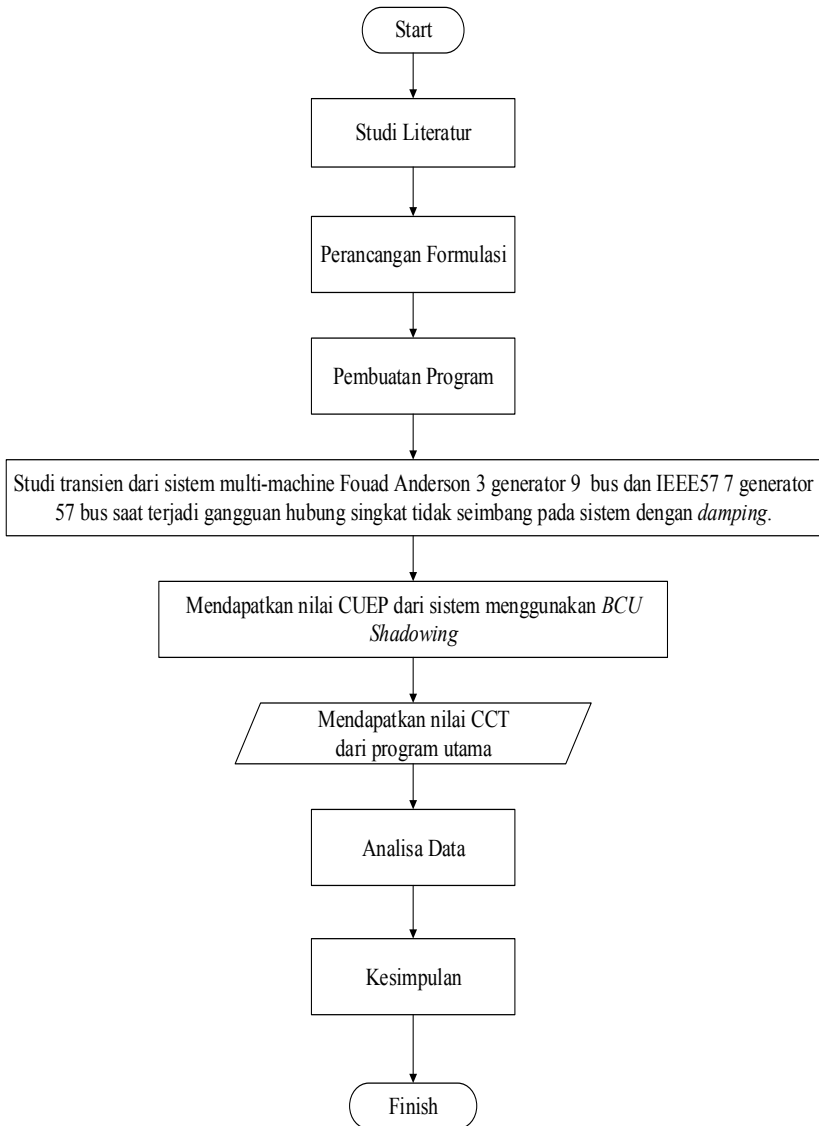 Start
Studi Literatur
Perancangan Formulasi
Pembuatan Program
Studi transien dari sistem multi-machine Fouad Anderson 3 generator 9 bus dan IEEE57 7 generator
57 bus saat terjadi gangguan hubung singkat tidak seimbang pada sistem dengan damping.
Mendapatkan nilai CUEP dari sistem menggunakan BCU
Shadowing
Mendapatkan nilai CCT
dari program utama
Analisa Data
Kesimpulan
Finish